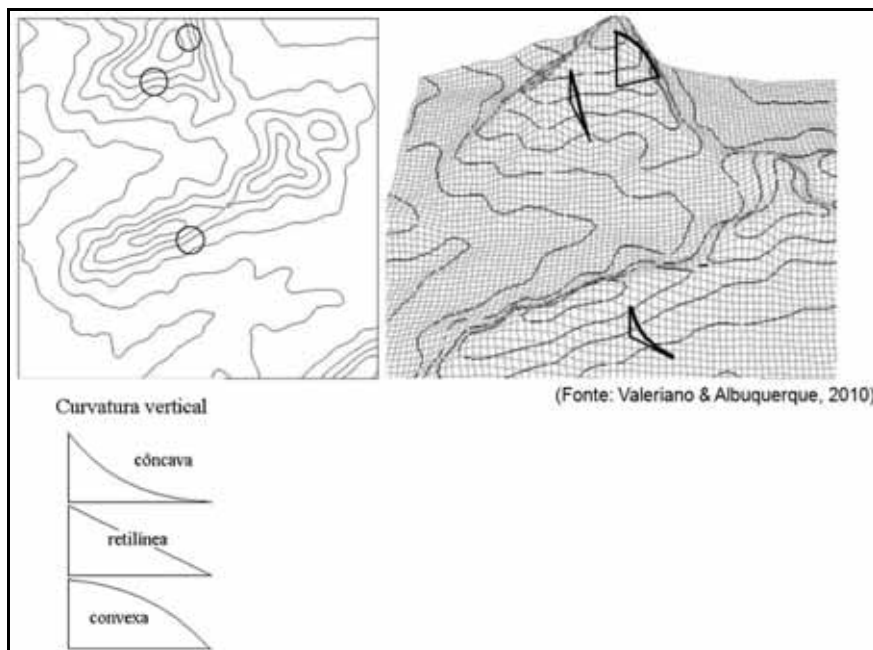 (Fonte: Valeriano & Albuquerque, 2010)
Curvatura vertical
côncava
retilínea
convexa